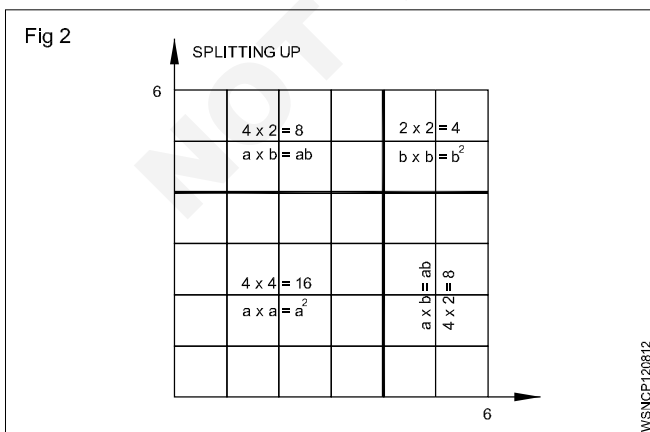 Fig 2
SPLITTING UP
6
4 x 2 = 8
a x b = ab
2 x 2 = 4
b x b = b²
4 x 4 = 16
a x a = a²
a x b = ab
4 x 2 = 8
6
WSNCP120812
NOT